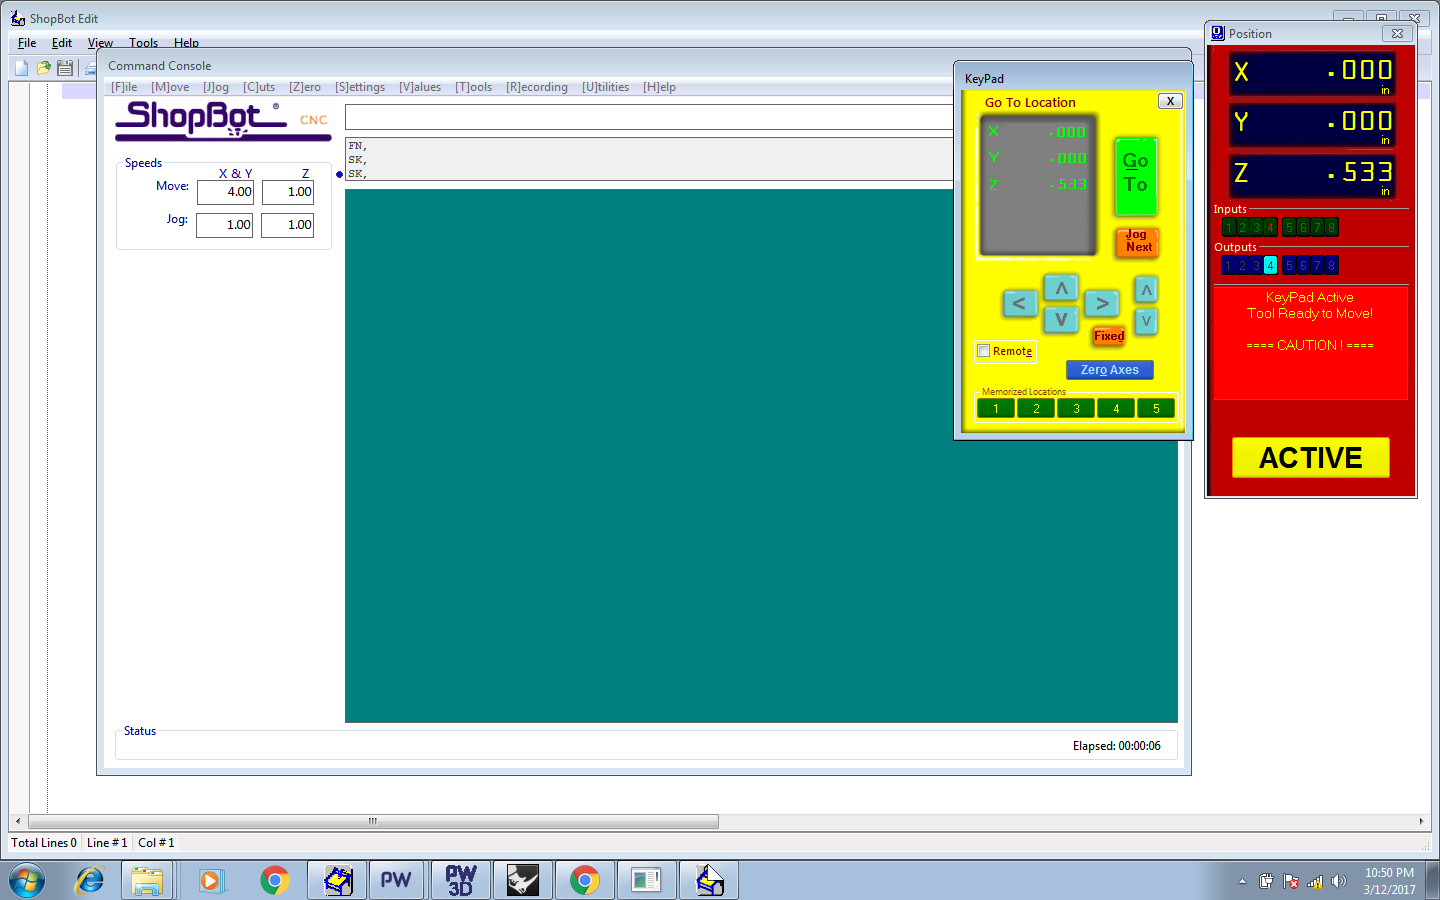 ShopBot Edit
File Edit View Tools Help
Command Console
[F]ile [M]ove [J]og [C]uts [Z]ero [S]ettings [V]alues [T]ools [R]ecording [U]tilities [H]elp
ShopBot® CNC
Speeds
X & Y Z
Move: 4.00 1.00
Jog: 1.00 1.00
FN,
SK,
SK,
Status
Elapsed: 00:00:06
KeyPad
Go To Location
X
X .000
Y .000
Z .533
Go To
Jog Next
< ᐱ ᐯ > ᐱ ᐯ
Fixed
Remote
Zero Axes
Memorized Locations
1 2 3 4 5
Position
X .000 in
Y .000 in
Z .533 in
Inputs
1 2 3 4 5 6 7 8
Outputs
1 2 3 4 5 6 7 8
KeyPad Active
Tool Ready to Move!
==== CAUTION ! ====
ACTIVE
Total Lines 0 Line # 1 Col # 1
PW PW 3D
10:50 PM
3/12/2017